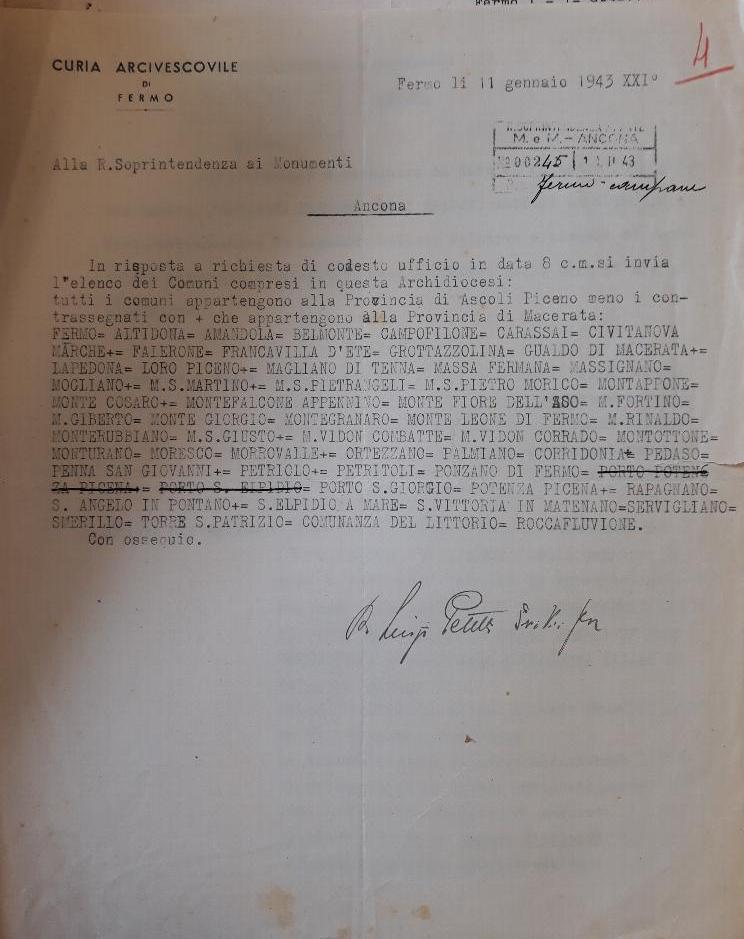 4
CURIA ARCIVESCOVILE
DI
FERMO
Fermo li 11 gennaio 1943 XXI°
M. e M. - ANCONA
200245
43
Fermo - campane
Alla R.Soprintendenza ai Monumenti
Ancona
In risposta a richiesta di codesto ufficio in data 8 c.m.si invia
l"elenco dei Comuni compresi in questa Archidiocesi:
tutti i comuni appartengono alla Provincia di Ascoli Piceno meno i con-
trassegnati con + che appartengono alla Provincia di Macerata:
FERMO= ALTIDONA= AMANDOLA= BELMONTE= CAMPOFILONE= CARASSAI= CIVITANOVA
MARCHE+= FALERONE= FRANCAVILLA D'ETE= GROTTAZZOLINA= GUALDO DI MACERATA+=
LAPEDONA= LORO PICENO+= MAGLIANO DI TENNA= MASSA FERMANA= MASSIGNANO=
MOGLIANO+= M.S.MARTINO+= M.S.PIETRANGELI= M.S.PIETRO MORICO= MONTAPPONE=
MONTE COSARO+= MONTEFALCONE APPENNINO= MONTE FIORE DELL'ASO= M.FORTINO=
M.GIBERTO= MONTE GIORGIO= MONTEGRANARO= MONTE LEONE DI FERMO= M.RINALDO=
MONTERUBBIANO= M.S.GIUSTO+= M.VIDON COMBATTE= M.VIDON CORRADO= MONTOTTONE=
MONTURANO= MORESCO= MORROVALLE+= ORTEZZANO= PALMIANO= CORRIDONIA+= PEDASO=
PENNA SAN GIOVANNI+= PETRIOLO+= PETRITOLI= PONZANO DI FERMO= PORTO POTEN
ZA PICENA+= PORTO S. ELPIDIO= PORTO S.GIORGIO= POTENZA PICENA+= RAPAGNANO=
S. ANGELO IN PONTANO+= S.ELPIDIO A MARE= S.VITTORIA IN MATENANO=SERVIGLIANO=
SMERILLO= TORRE S.PATRIZIO= COMUNANZA DEL LITTORIO= ROCCAFLUVIONE.
Con ossequio.
Luigi